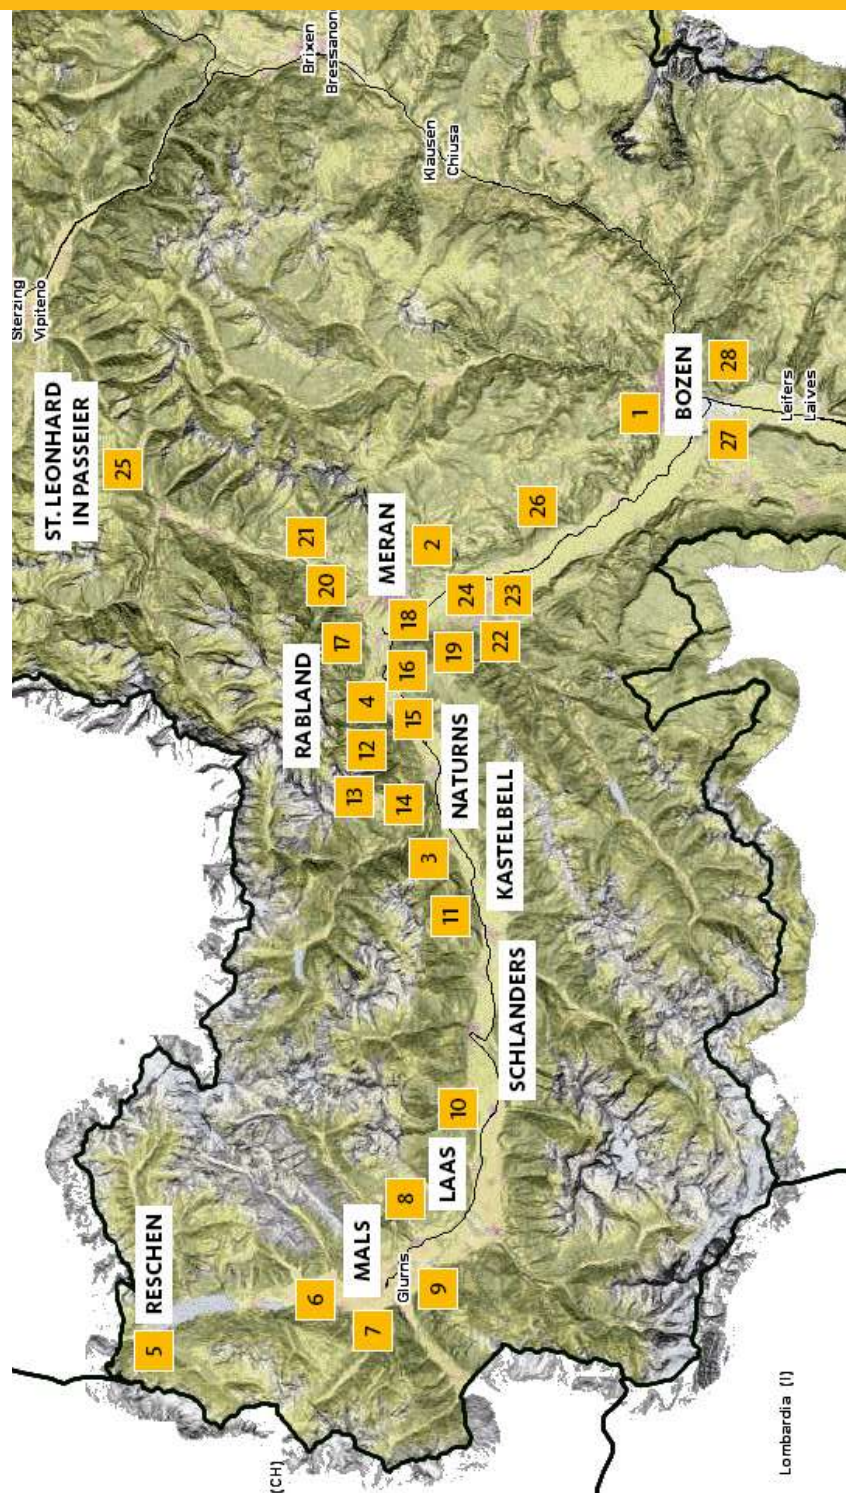 Sterzing
Vipiteno
Brixen
Bressanone
Klausen
Chiusa
ST. LEONHARD
IN PASSEIER
25
21
20
17
RABLAND
MERAN
2
26
18
24
23
16
19
22
4
15
12
13
14
NATURNS
3
KASTELBELL
11
SCHLANDERS
10
LAAS
8
RESCHEN
5
6
MALS
7
Glurns
9
1
BOZEN
28
27
Leifers
Laives
(CH)
Lombardia (I)